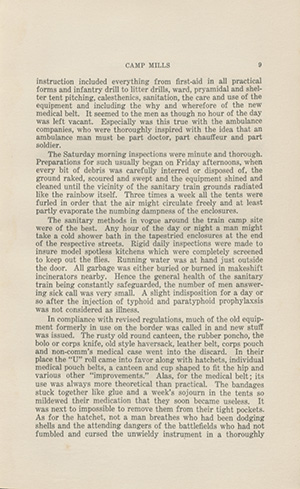 CAMP MILLS 9
instruction included everything from first-aid in all practical
forms and infantry drill to litter drills, ward, pryamidal and shel-
ter tent pitching, calesthenics, sanitation, the care and use of the
equipment and including the why and wherefore of the new
medical belt. It seemed to the men as though no hour of the day
was left vacant. Especially was this true with the ambulance
companies, who were thoroughly inspired with the idea that an
ambulance man must be part doctor, part chauffeur and part
soldier.
The Saturday morning inspections were minute and thorough.
Preparations for such usually began on Friday afternoons, when
every bit of debris was carefully interred or disposed of, the
ground raked, scoured and swept and the equipment shined and
cleaned until the vicinity of the sanitary train grounds radiated
like the rainbow itself. Three times a week all the tents were
furled in order that the air might circulate freely and at least
partly evaporate the numbing dampness of the enclosures.
The sanitary methods in vogue around the train camp site
were of the best. Any hour of the day or night a man might
take a cold shower bath in the tapestried enclosures at the end
of the respective streets. Rigid daily inspections were made to
insure model spotless kitchens which were completely screened
to keep out the flies. Running water was at hand just outside
the door. All garbage was either buried or burned in makeshift
incinerators nearby. Hence the general health of the sanitary
train being constantly safeguarded, the number of men answer-
ing sick call was very small. A slight indisposition for a day or
so after the injection of typhoid and paratyphoid prophylaxsis
was not considered as illness.
In compliance with revised regulations, much of the old equip-
ment formerly in use on the border was called in and new stuff
was issued. The rusty old round canteen, the rubber poncho, the
bolo or corps knife, old style haversack, leather belt, corps pouch
and non-comm's medical case went into the discard. In their
place the "U" roll came into favor along with hatchets, individual
medical pouch belts, a canteen and cup shaped to fit the hip and
various other "improvements." Alas, for the medical belt; its
use was always more theoretical than practical. The bandages
stuck together like glue and a week's sojourn in the tents so
mildewed their medication that they soon became useless. It
was next to impossible to remove them from their tight pockets.
As for the hatchet, not a man breathes who had been dodging
shells and the attending dangers of the battlefields who had not
fumbled and cursed the unwieldy instrument in a thoroughly